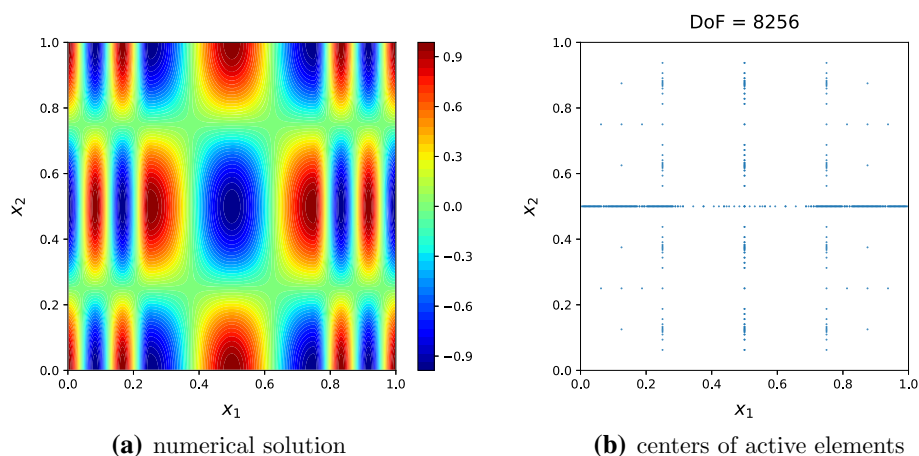 DoF = 8256
1.0
0.8
0.6
0.4
0.2
0.0
x₂
0.0 0.2 0.4 0.6 0.8 1.0
x₁
0.9
0.6
0.3
0.0
−0.3
−0.6
−0.9
1.0
0.8
0.6
0.4
0.2
0.0
x₂
0.0 0.2 0.4 0.6 0.8 1.0
x₁
(a) numerical solution
(b) centers of active elements